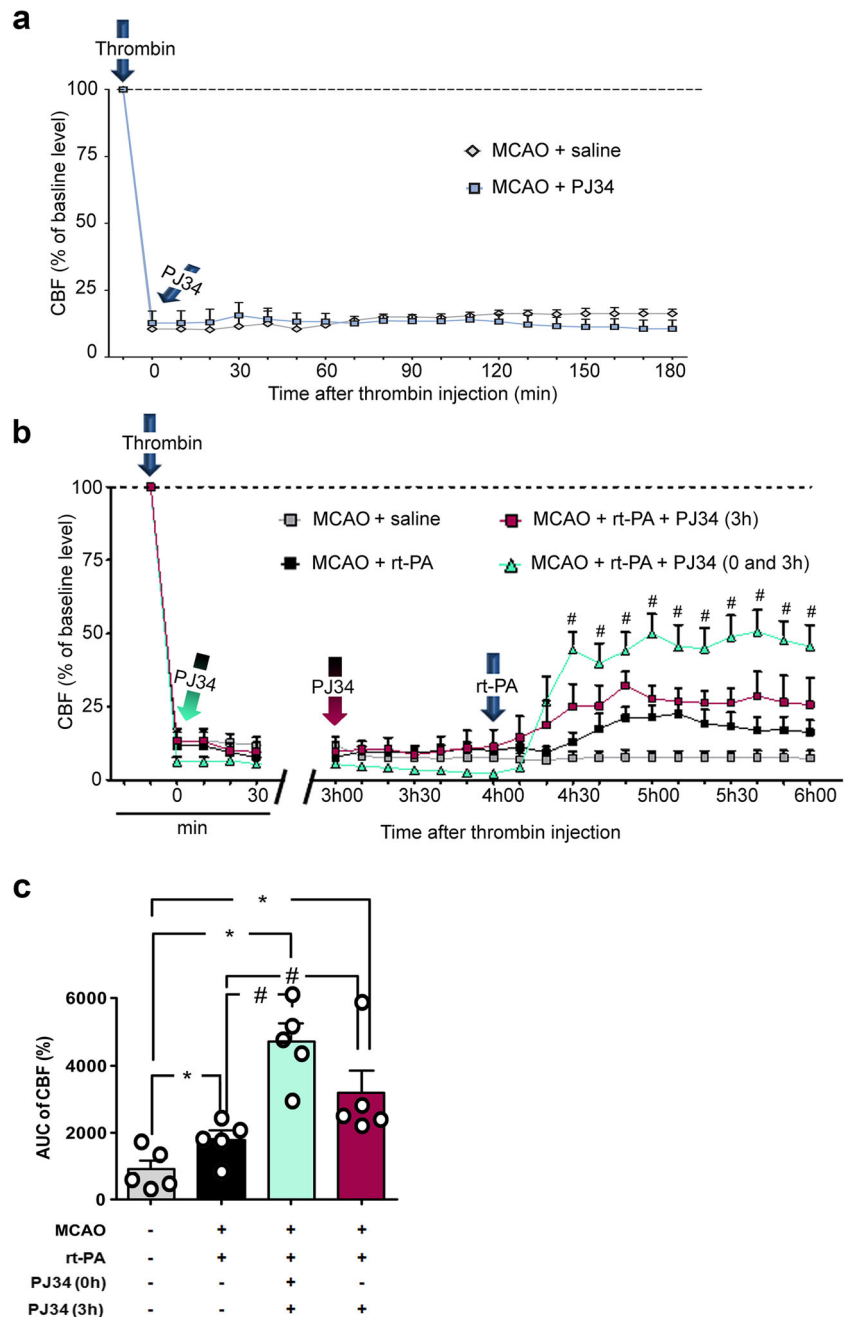 a
Thrombin
100
75
50
25
0
CBF (% of basline level)
MCAO + saline
MCAO + PJ34
PJ34
0 30 60 90 120 150 180
Time after thrombin injection (min)
b
Thrombin
100
75
50
25
0
CBF (% of baseline level)
MCAO + saline
MCAO + rt-PA
MCAO + rt-PA + PJ34 (3h)
MCAO + rt-PA + PJ34 (0 and 3h)
# # # # # # # # # #
PJ34
PJ34
rt-PA
0 30 3h00 3h30 4h00 4h30 5h00 5h30 6h00
min
Time after thrombin injection
c
*
*
#
#
*
6000
4000
2000
0
AUC of CBF (%)
MCAO - + + +
rt-PA - + + +
PJ34 (0h) - - + -
PJ34 (3h) - - + +